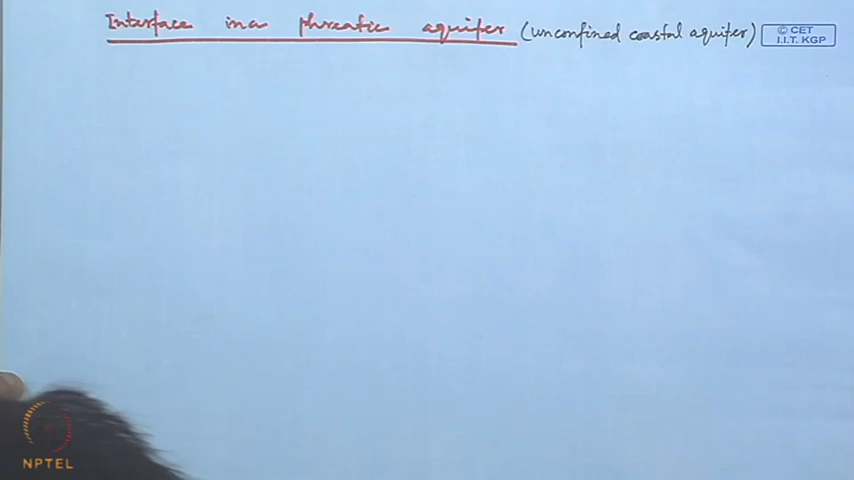 Interface in a phreatic aquifer (unconfined coastal aquifer)
© CET
I.I.T. KGP
NPTEL